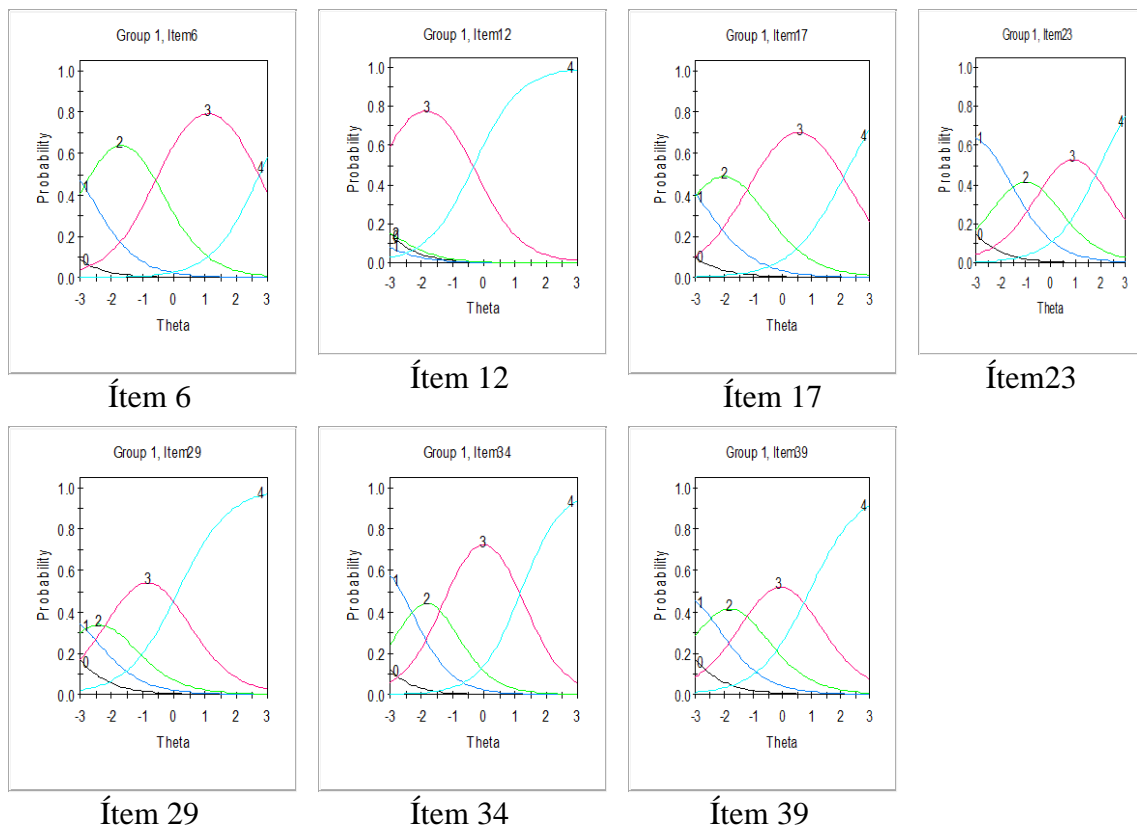 Group 1, Item6
Probability
1.0
0.8
0.6
0.4
0.2
0.0
0
1
2
3
4
-3 -2 -1 0 1 2 3
Theta
Ítem 6
Group 1, Item12
Probability
1.0
0.8
0.6
0.4
0.2
0.0
1
3
4
-3 -2 -1 0 1 2 3
Theta
Ítem 12
Group 1, Item17
Probability
1.0
0.8
0.6
0.4
0.2
0.0
0
1
2
3
4
-3 -2 -1 0 1 2 3
Theta
Ítem 17
Group 1, Item23
Probability
1.0
0.8
0.6
0.4
0.2
0.0
0
1
2
3
4
-3 -2 -1 0 1 2 3
Theta
Ítem23
Group 1, Item29
Probability
1.0
0.8
0.6
0.4
0.2
0.0
0
1
2
3
4
-3 -2 -1 0 1 2 3
Theta
Ítem 29
Group 1, Item34
Probability
1.0
0.8
0.6
0.4
0.2
0.0
0
1
2
3
4
-3 -2 -1 0 1 2 3
Theta
Ítem 34
Group 1, Item39
Probability
1.0
0.8
0.6
0.4
0.2
0.0
0
1
2
3
4
-3 -2 -1 0 1 2 3
Theta
Ítem 39